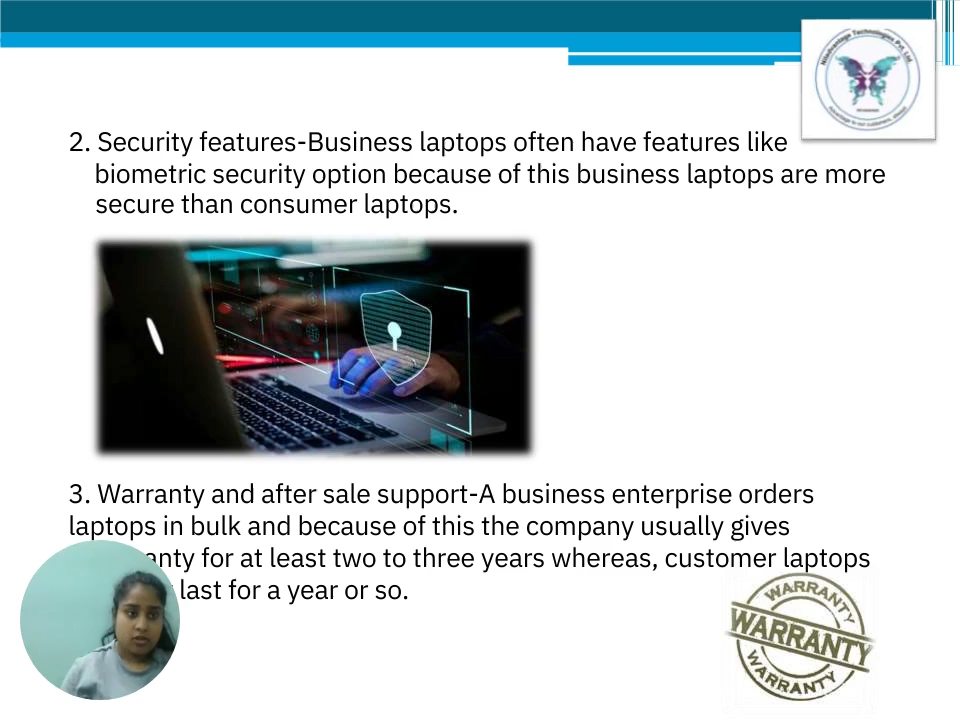 2. Security features-Business laptops often have features like
biometric security option because of this business laptops are more
secure than consumer laptops.
3. Warranty and after sale support-A business enterprise orders
laptops in bulk and because of this the company usually gives
for at least two to three years whereas, customer laptops
last for a year or so.
WARRANTY
WARRANTY
WARRANTY